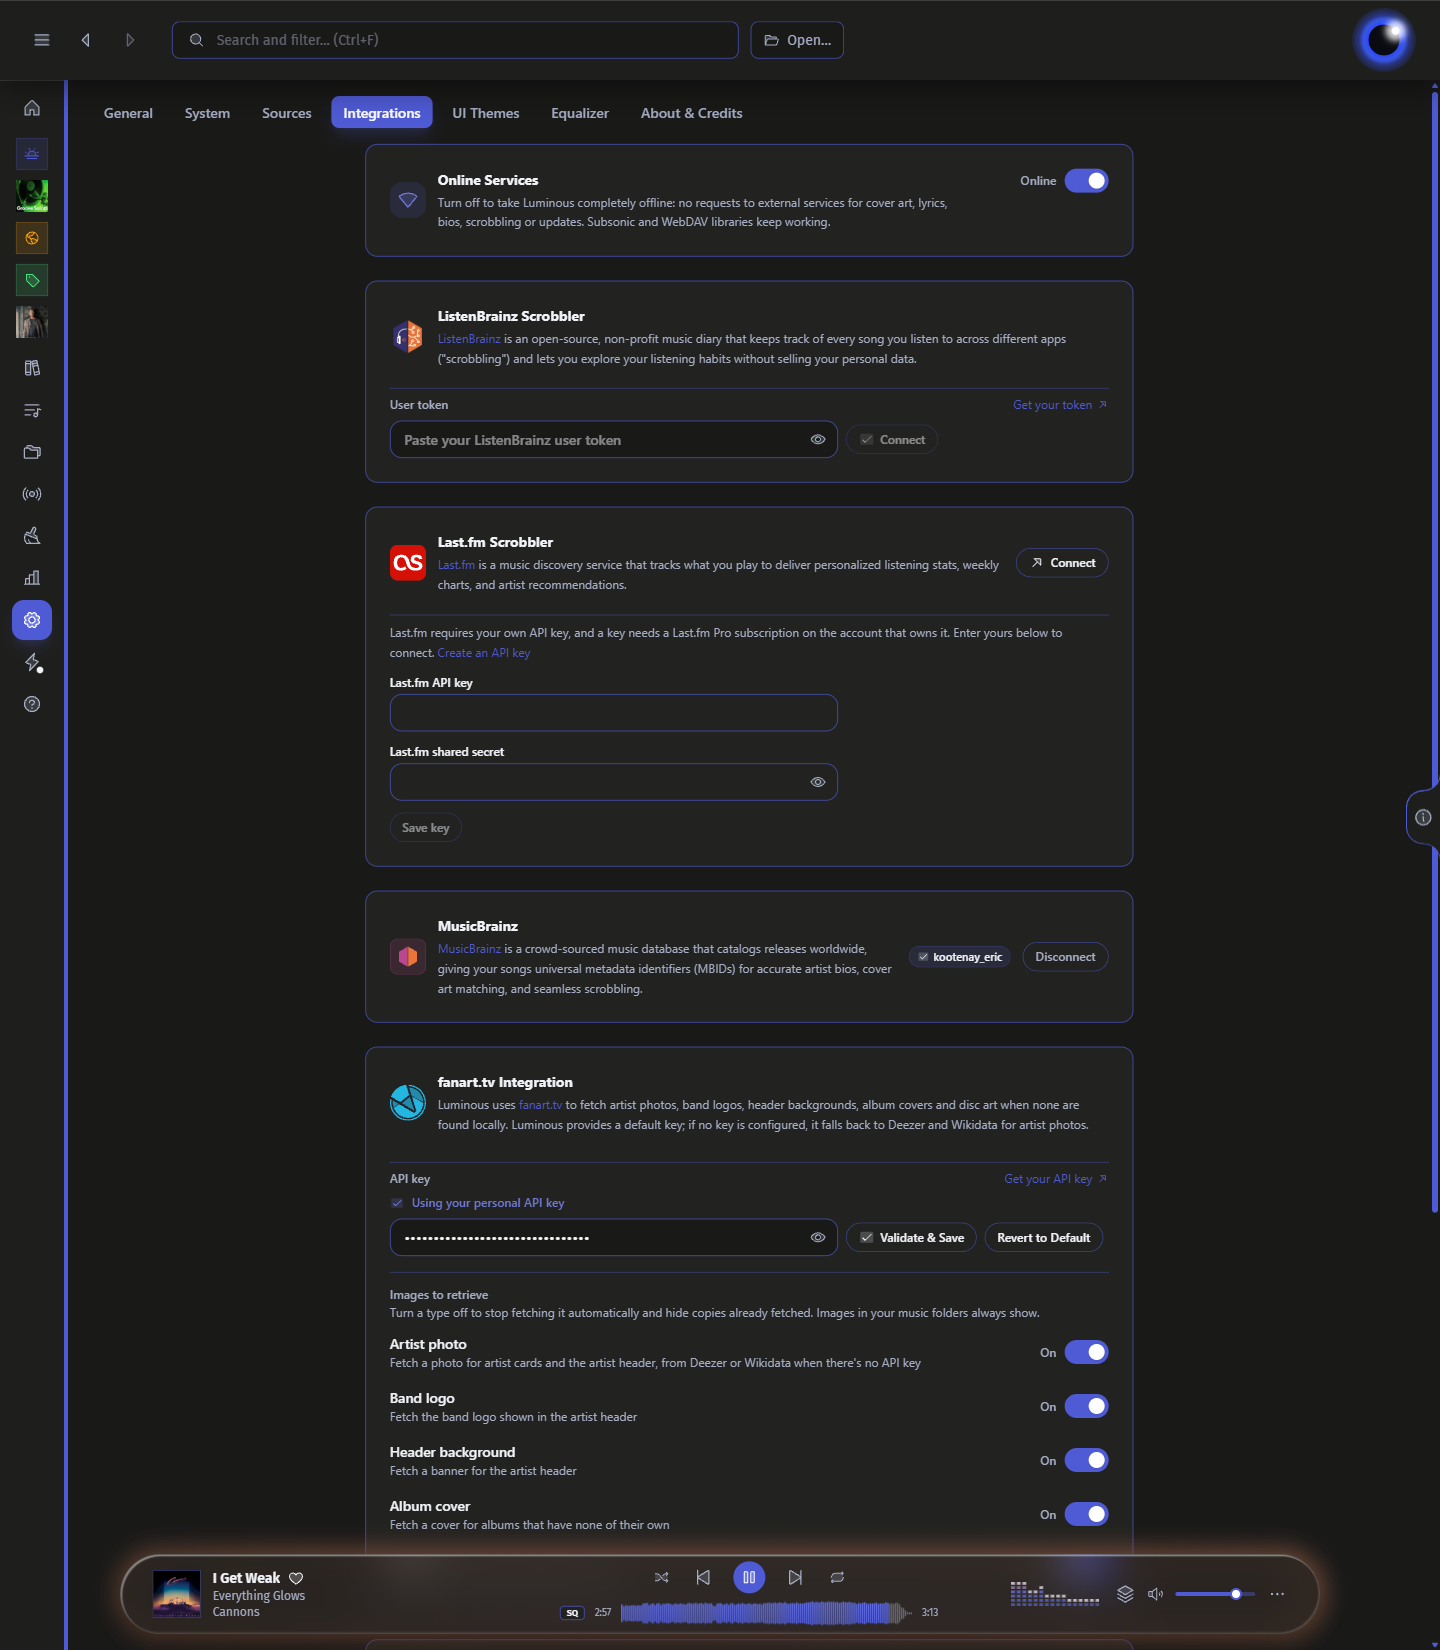 Search and filter... (Ctrl+F)
Open...
General
System
Sources
Integrations
UI Themes
Equalizer
About & Credits
Online Services
Turn off to take Luminous completely offline: no requests to external services for cover art, lyrics,
bios, scrobbling or updates. Subsonic and WebDAV libraries keep working.
Online
ListenBrainz Scrobbler
ListenBrainz is an open-source, non-profit music diary that keeps track of every song you listen to across different apps
("scrobbling") and lets you explore your listening habits without selling your personal data.
User token
Get your token
Paste your ListenBrainz user token
Connect
Last.fm Scrobbler
Last.fm is a music discovery service that tracks what you play to deliver personalized listening stats, weekly
charts, and artist recommendations.
Connect
Last.fm requires your own API key, and a key needs a Last.fm Pro subscription on the account that owns it. Enter yours below to
connect. Create an API key
Last.fm API key
Last.fm shared secret
Save key
MusicBrainz
MusicBrainz is a crowd-sourced music database that catalogs releases worldwide,
giving your songs universal metadata identifiers (MBIDs) for accurate artist bios, cover
art matching, and seamless scrobbling.
kootenay_eric
Disconnect
fanart.tv Integration
Luminous uses fanart.tv to fetch artist photos, band logos, header backgrounds, album covers and disc art when none are
found locally. Luminous provides a default key; if no key is configured, it falls back to Deezer and Wikidata for artist photos.
API key
Get your API key
Using your personal API key
Validate & Save
Revert to Default
Images to retrieve
Turn a type off to stop fetching it automatically and hide copies already fetched. Images in your music folders always show.
Artist photo
Fetch a photo for artist cards and the artist header, from Deezer or Wikidata when there's no API key
On
Band logo
Fetch the band logo shown in the artist header
On
Header background
Fetch a banner for the artist header
On
Album cover
Fetch a cover for albums that have none of their own
On
I Get Weak
Everything Glows
Cannons
SQ
2:57
3:13